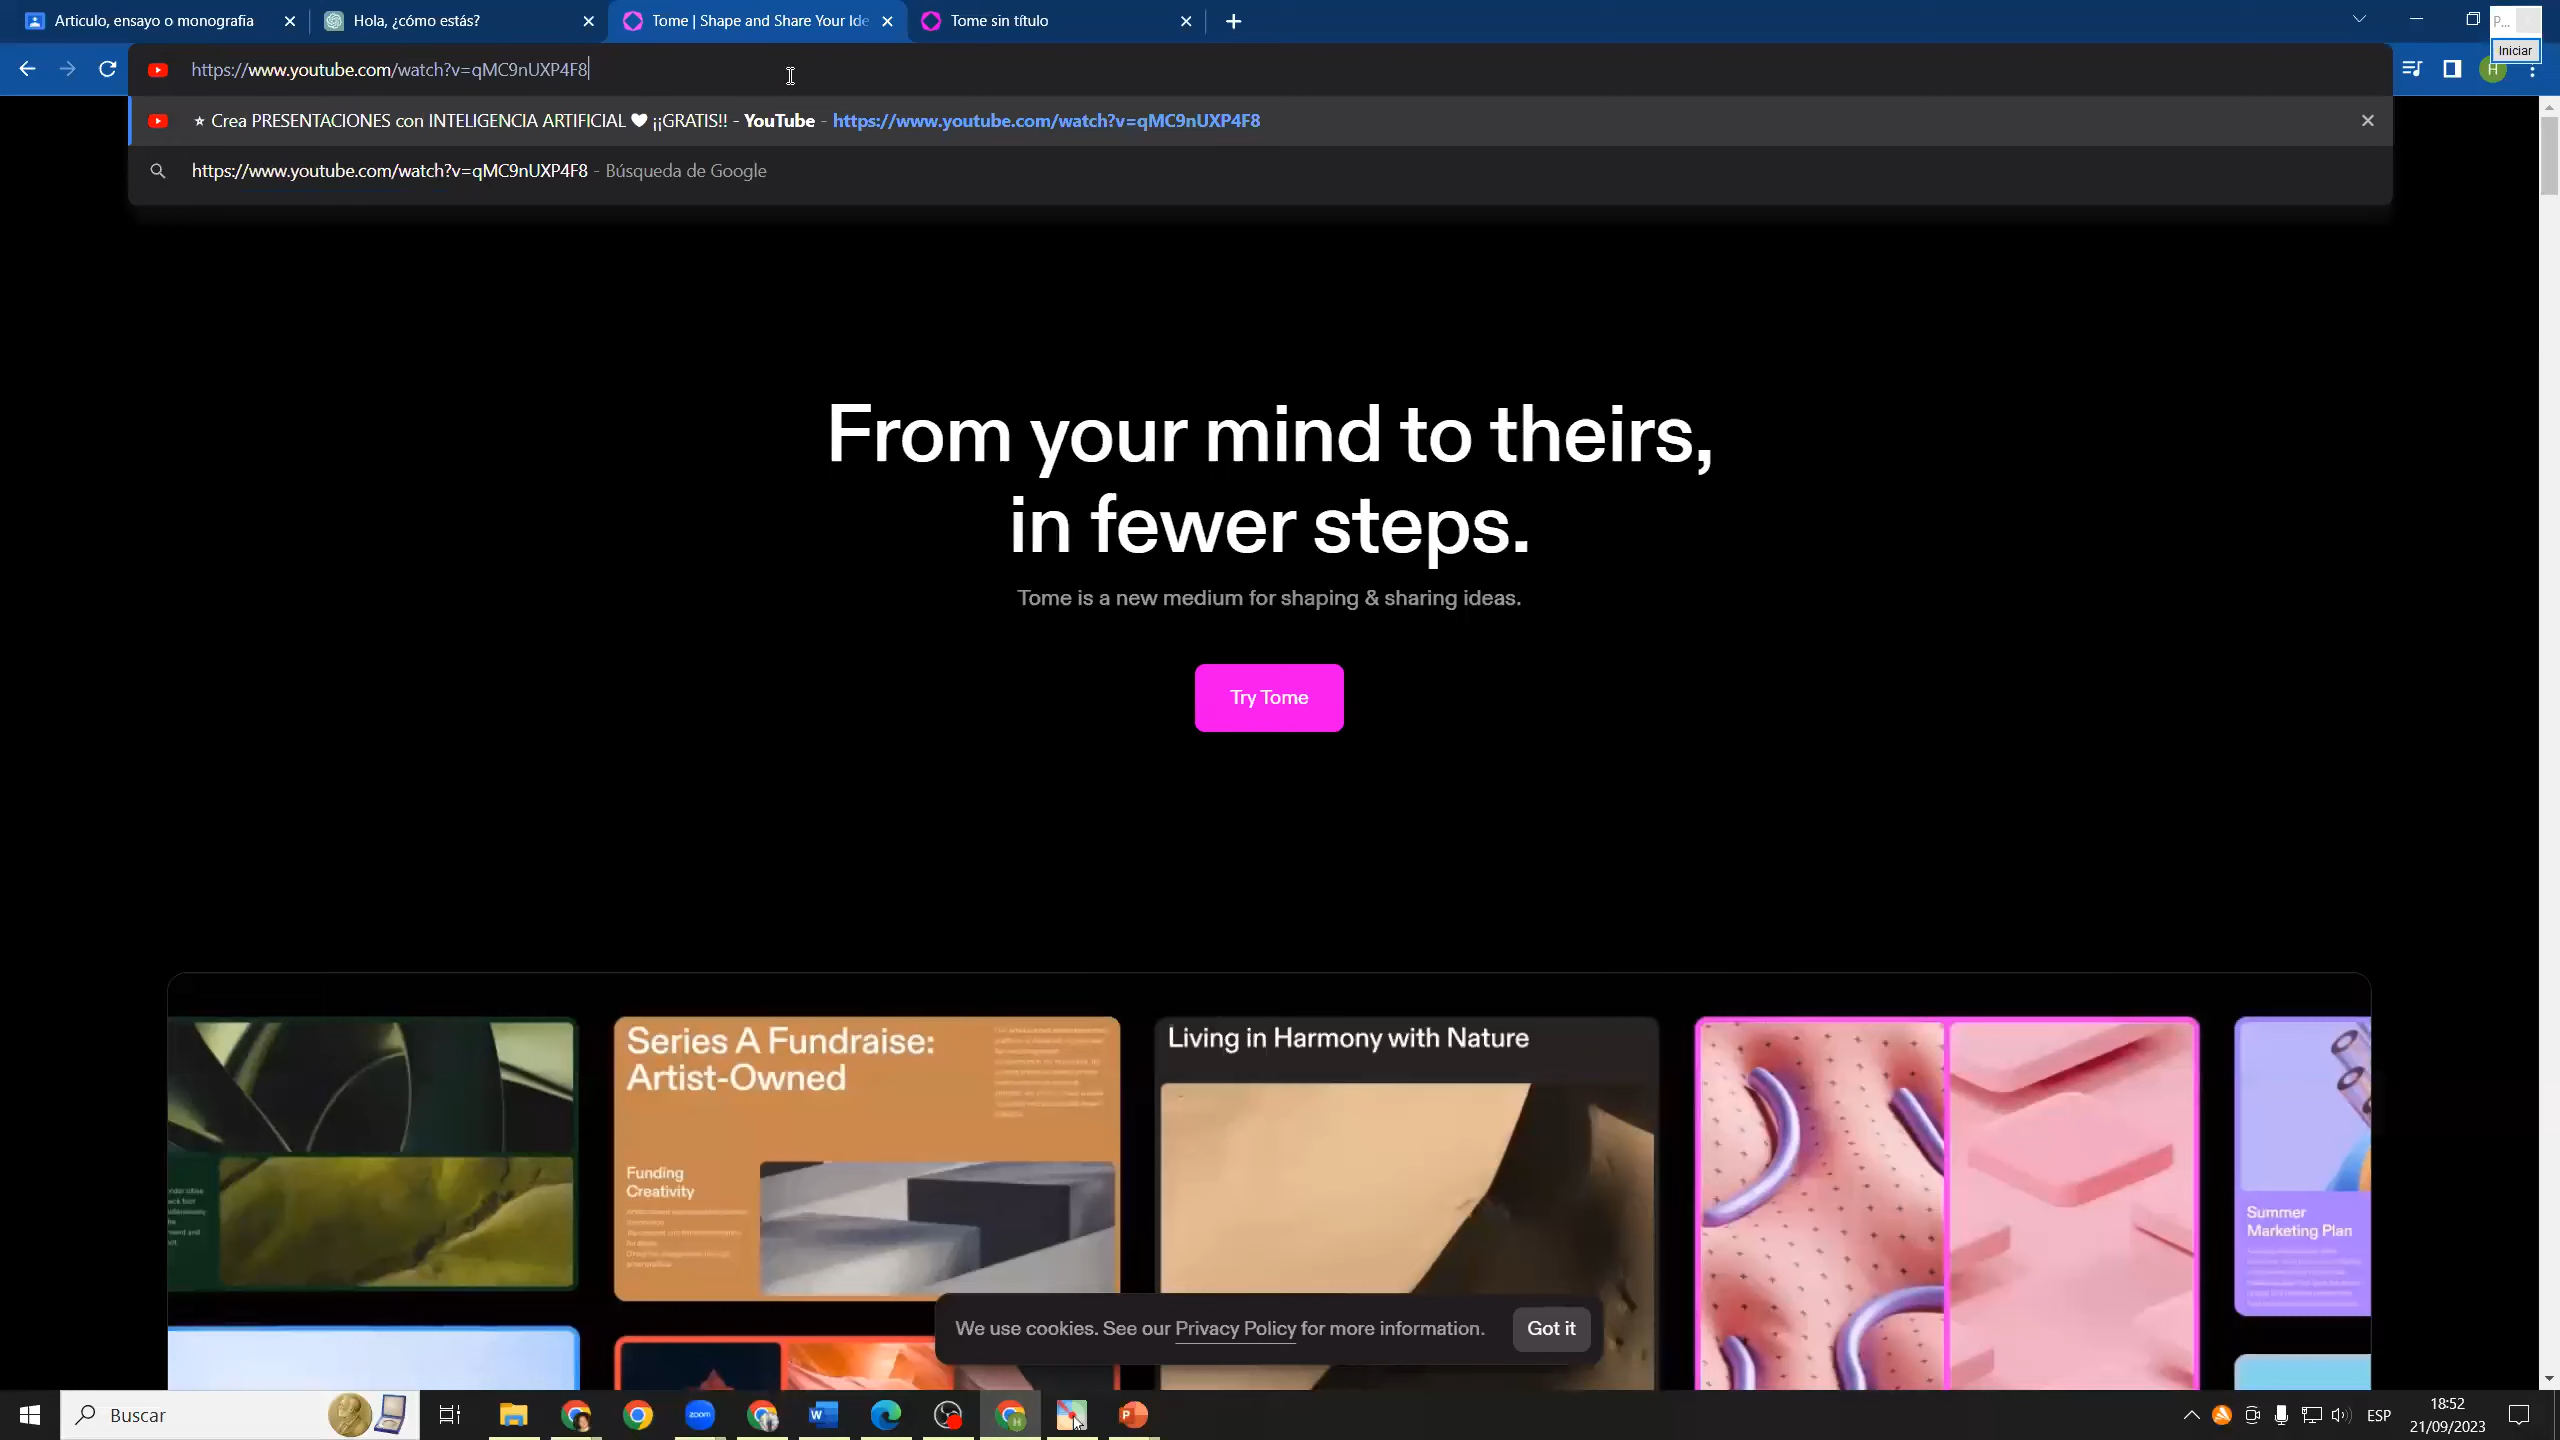 Articulo, ensayo o monografia
Hola, ¿cómo estás?
Tome | Shape and Share Your Ide
Tome sin título
P...
Iniciar
https://www.youtube.com/watch?v=qMC9nUXP4F8
H
⭐ Crea PRESENTACIONES con INTELIGENCIA ARTIFICIAL ❤ ¡¡GRATIS!! - YouTube - https://www.youtube.com/watch?v=qMC9nUXP4F8
https://www.youtube.com/watch?v=qMC9nUXP4F8 - Búsqueda de Google
From your mind to theirs,
in fewer steps.
Tome is a new medium for shaping & sharing ideas.
Try Tome
Series A Fundraise:
Artist-Owned
Funding
Creativity
Living in Harmony with Nature
Summer
Marketing Plan
We use cookies. See our Privacy Policy for more information.
Got it
Buscar
zoom
W
H
P
ESP
18:52
21/09/2023